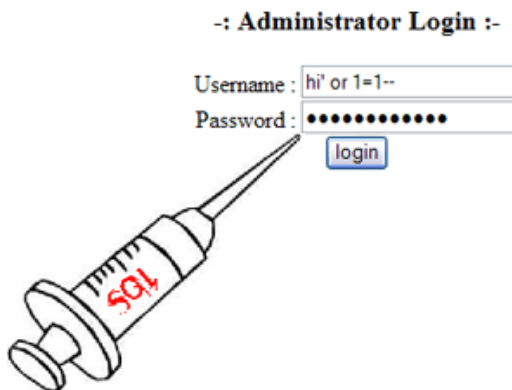 -: Administrator Login :-
Username : hi' or 1=1--
Password : ●●●●●●●●●●●●
login
SQL